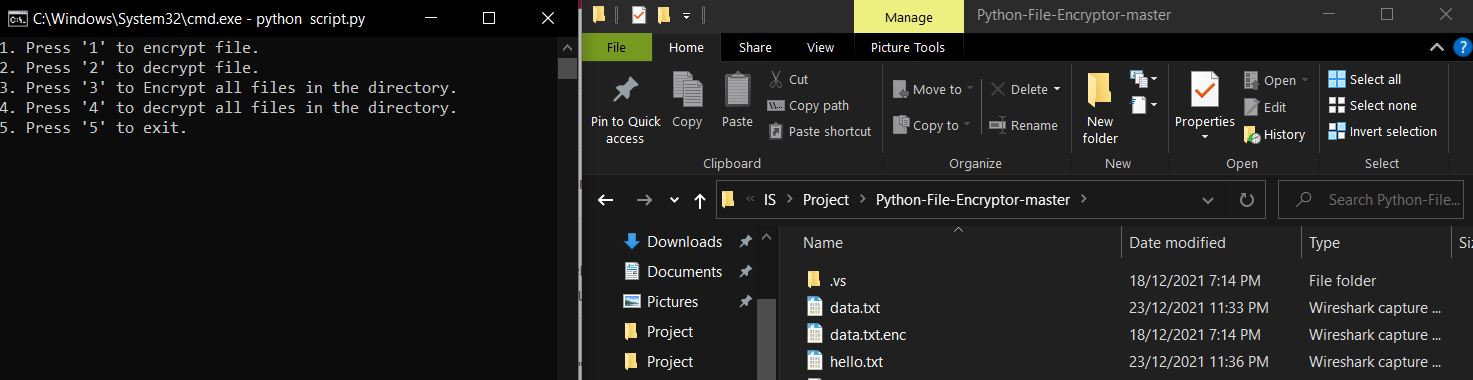 C:\Windows\System32\cmd.exe - python script.py
1. Press '1' to encrypt file.
2. Press '2' to decrypt file.
3. Press '3' to Encrypt all files in the directory.
4. Press '4' to decrypt all files in the directory.
5. Press '5' to exit.
Manage
Python-File-Encryptor-master
File
Home
Share
View
Picture Tools
Pin to Quick access
Copy
Paste
Cut
Copy path
Paste shortcut
Clipboard
Move to
Copy to
Delete
Rename
Organize
New folder
New
Properties
Open
Edit
History
Open
Select all
Select none
Invert selection
Select
IS > Project > Python-File-Encryptor-master >
Search Python-File...
Downloads
Documents
Pictures
Project
Project
Name Date modified Type Siz
.vs 18/12/2021 7:14 PM File folder
data.txt 23/12/2021 11:33 PM Wireshark capture ...
data.txt.enc 18/12/2021 7:14 PM Wireshark capture ...
hello.txt 23/12/2021 11:36 PM Wireshark capture ...